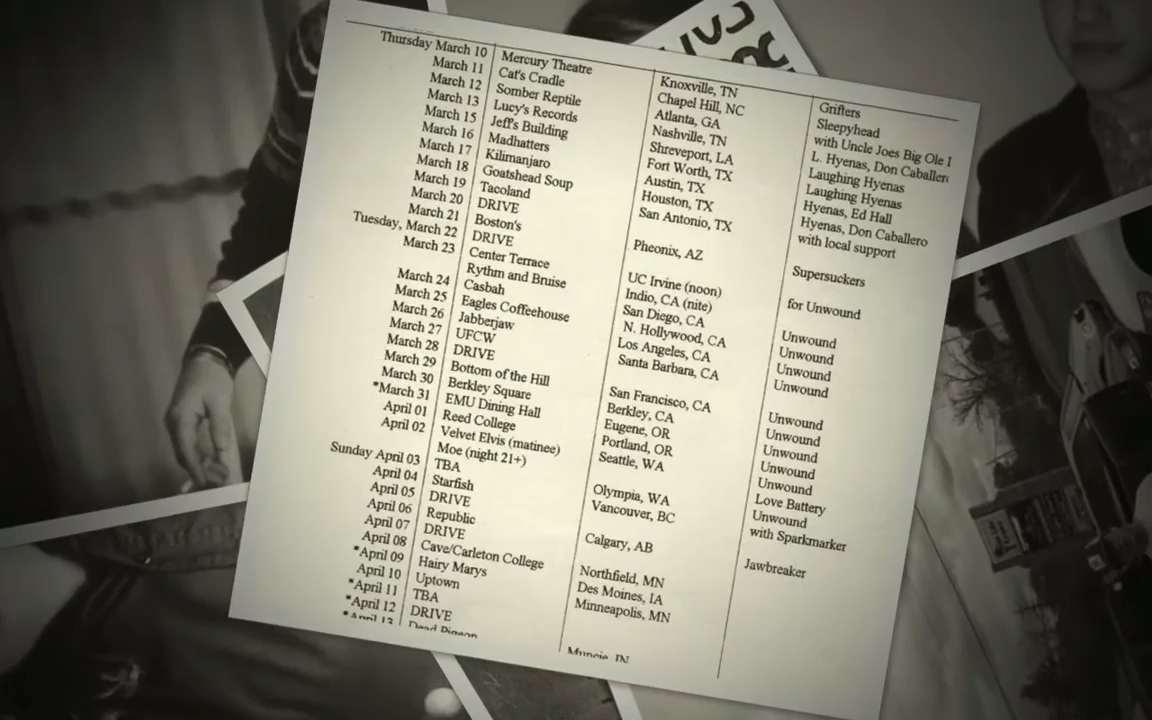 Thursday March 10 Mercury Theatre Knoxville, TN Grifters
March 11 Cat's Cradle Chapel Hill, NC Sleepyhead
March 12 Somber Reptile Atlanta, GA with Uncle Joes Big Ole
March 13 Lucy's Records Nashville, TN L. Hyenas, Don Caballero
March 15 Jeff's Building Shreveport, LA Laughing Hyenas
March 16 Madhatters Fort Worth, TX Laughing Hyenas
March 17 Kilimanjaro Austin, TX Hyenas, Ed Hall
March 18 Goatshead Soup Houston, TX Hyenas, Don Caballero
March 19 Tacoland San Antonio, TX with local support
March 20 DRIVE
March 21 Boston's Pheonix, AZ Supersuckers
Tuesday, March 22 DRIVE
March 23 Center Terrace UC Irvine (noon) for Unwound
Rythm and Bruise Indio, CA (nite)
March 24 Casbah San Diego, CA Unwound
March 25 Eagles Coffeehouse N. Hollywood, CA Unwound
March 26 Jabberjaw Los Angeles, CA Unwound
March 27 UFCW Santa Barbara, CA Unwound
March 28 DRIVE
March 29 Bottom of the Hill San Francisco, CA Unwound
March 30 Berkley Square Berkley, CA Unwound
*March 31 EMU Dining Hall Eugene, OR Unwound
April 01 Reed College Portland, OR Unwound
April 02 Velvet Elvis (matinee) Seattle, WA Unwound
Moe (night 21+) Love Battery
Sunday April 03 TBA Olympia, WA Unwound
April 04 Starfish Vancouver, BC with Sparkmarker
April 05 DRIVE
April 06 Republic Calgary, AB Jawbreaker
April 07 DRIVE
April 08 Cave/Carleton College Northfield, MN
*April 09 Hairy Marys Des Moines, IA
April 10 Uptown Minneapolis, MN
*April 11 TBA
*April 12 DRIVE
*April 13 Dead Pigeon Muncie, IN